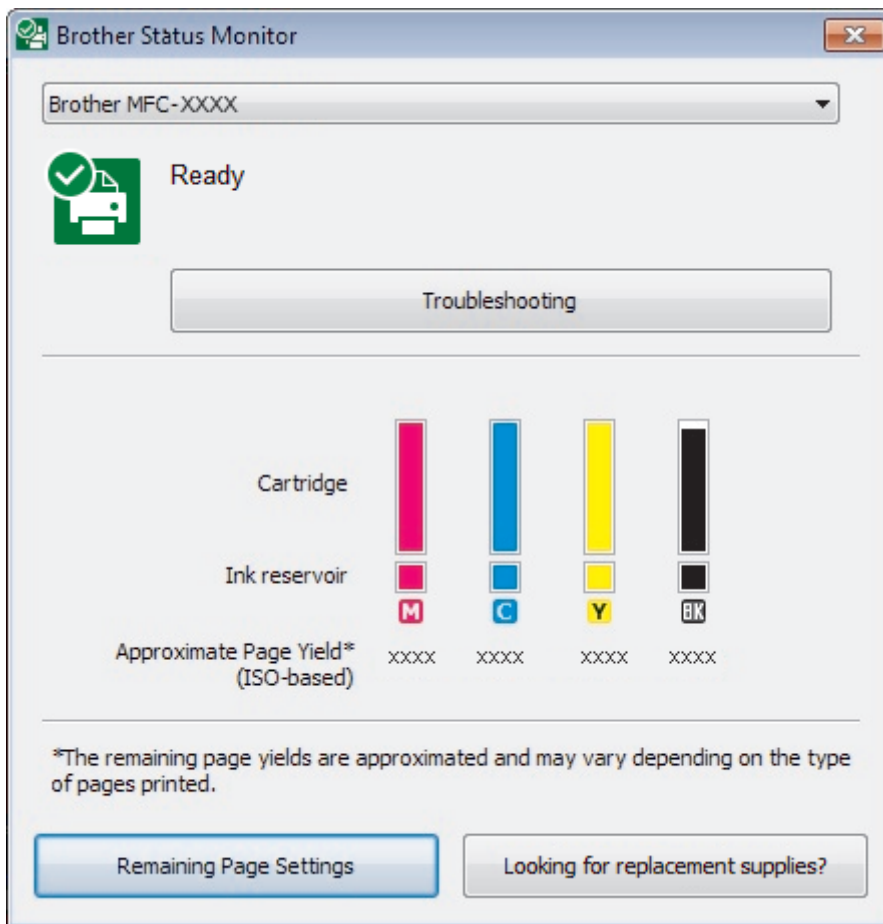 Brother Status Monitor
Brother MFC-XXXX
Ready
Troubleshooting
Cartridge
Ink reservoir
M C Y BK
Approximate Page Yield* XXXX XXXX XXXX XXXX
(ISO-based)
*The remaining page yields are approximated and may vary depending on the type
of pages printed.
Remaining Page Settings Looking for replacement supplies?